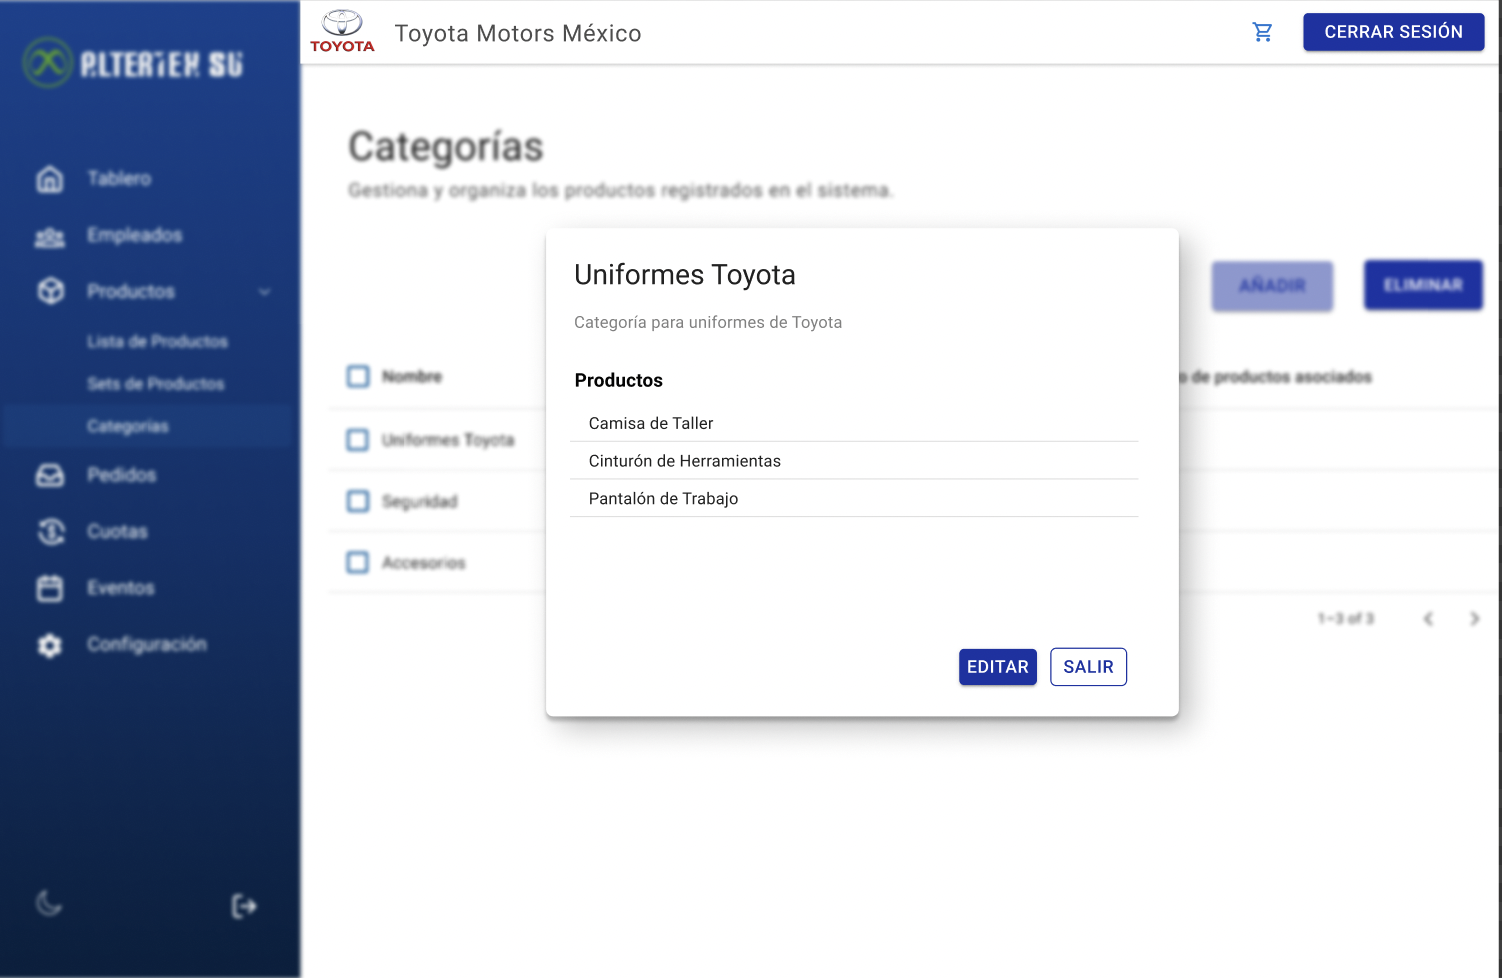 TOYOTA
Toyota Motors México
CERRAR SESIÓN
Tablero
Empleados
Productos
Lista de Productos
Sets de Productos
Categorías
Pedidos
Cuotas
Eventos
Configuración
Categorías
Gestiona y organiza los productos registrados en el sistema.
AÑADIR
ELIMINAR
Nombre
de productos asociados
Uniformes Toyota
Seguridad
Accesorios
1–3 of 3
Uniformes Toyota
Categoría para uniformes de Toyota
Productos
Camisa de Taller
Cinturón de Herramientas
Pantalón de Trabajo
EDITAR
SALIR